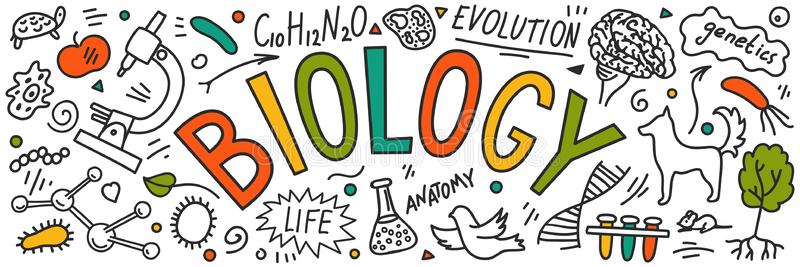 C10H12N2O
EVOLUTION
genetics
BIOLOGY
LIFE
ANATOMY